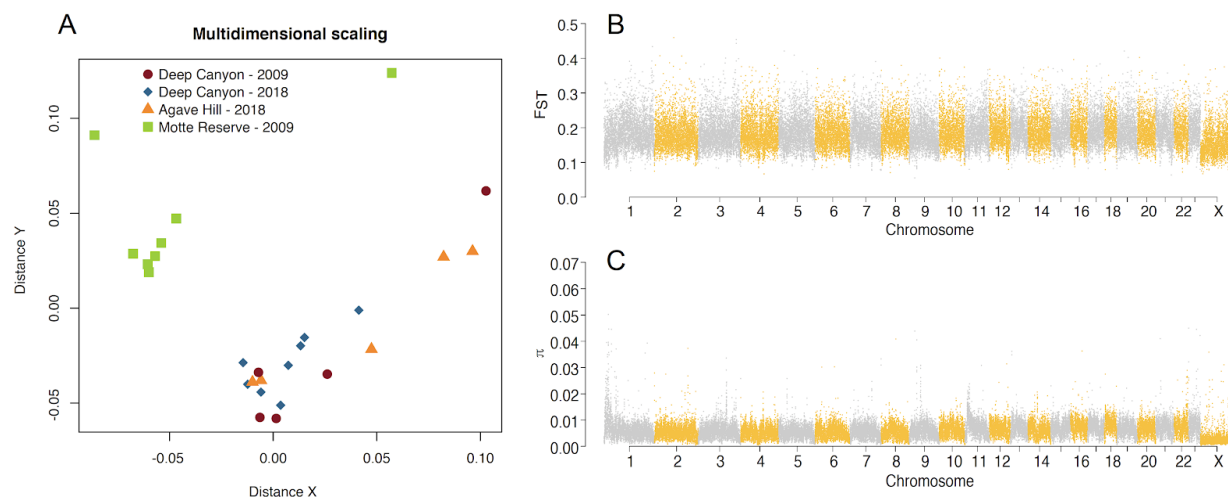 A
Multidimensional scaling
Deep Canyon - 2009
Deep Canyon - 2018
Agave Hill - 2018
Motte Reserve - 2009
Distance Y
0.10
0.05
0.00
-0.05
-0.05 0.00 0.05 0.10
Distance X
B
FST
0.5
0.4
0.3
0.2
0.1
0.0
1 2 3 4 5 6 7 8 9 10 11 12 14 16 18 20 22 X
Chromosome
C
π
0.07
0.06
0.05
0.04
0.03
0.02
0.01
0.00
1 2 3 4 5 6 7 8 9 10 11 12 14 16 18 20 22 X
Chromosome